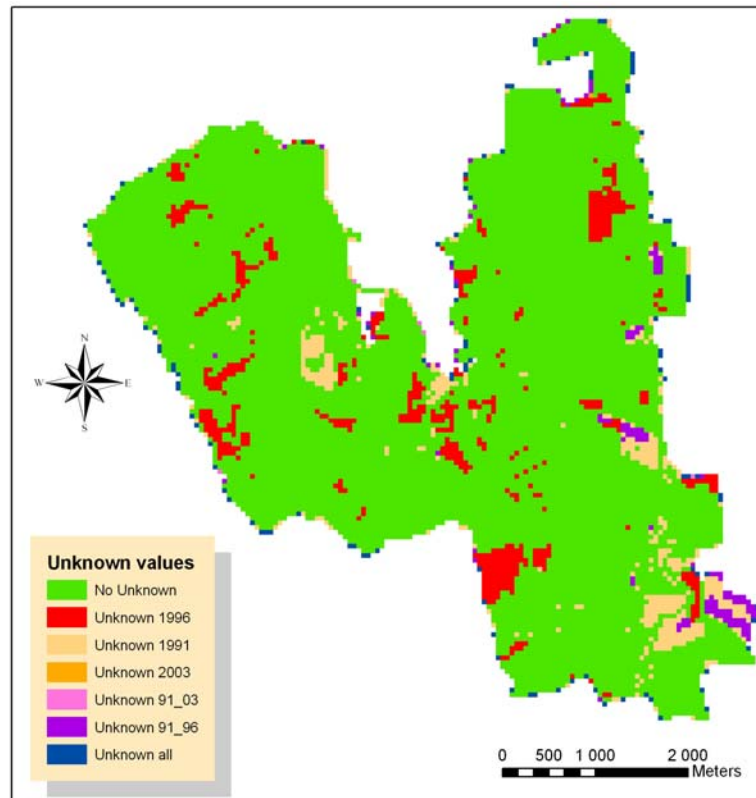 N
W E
S
Unknown values
No Unknown
Unknown 1996
Unknown 1991
Unknown 2003
Unknown 91_03
Unknown 91_96
Unknown all
0 500 1 000 2 000
Meters